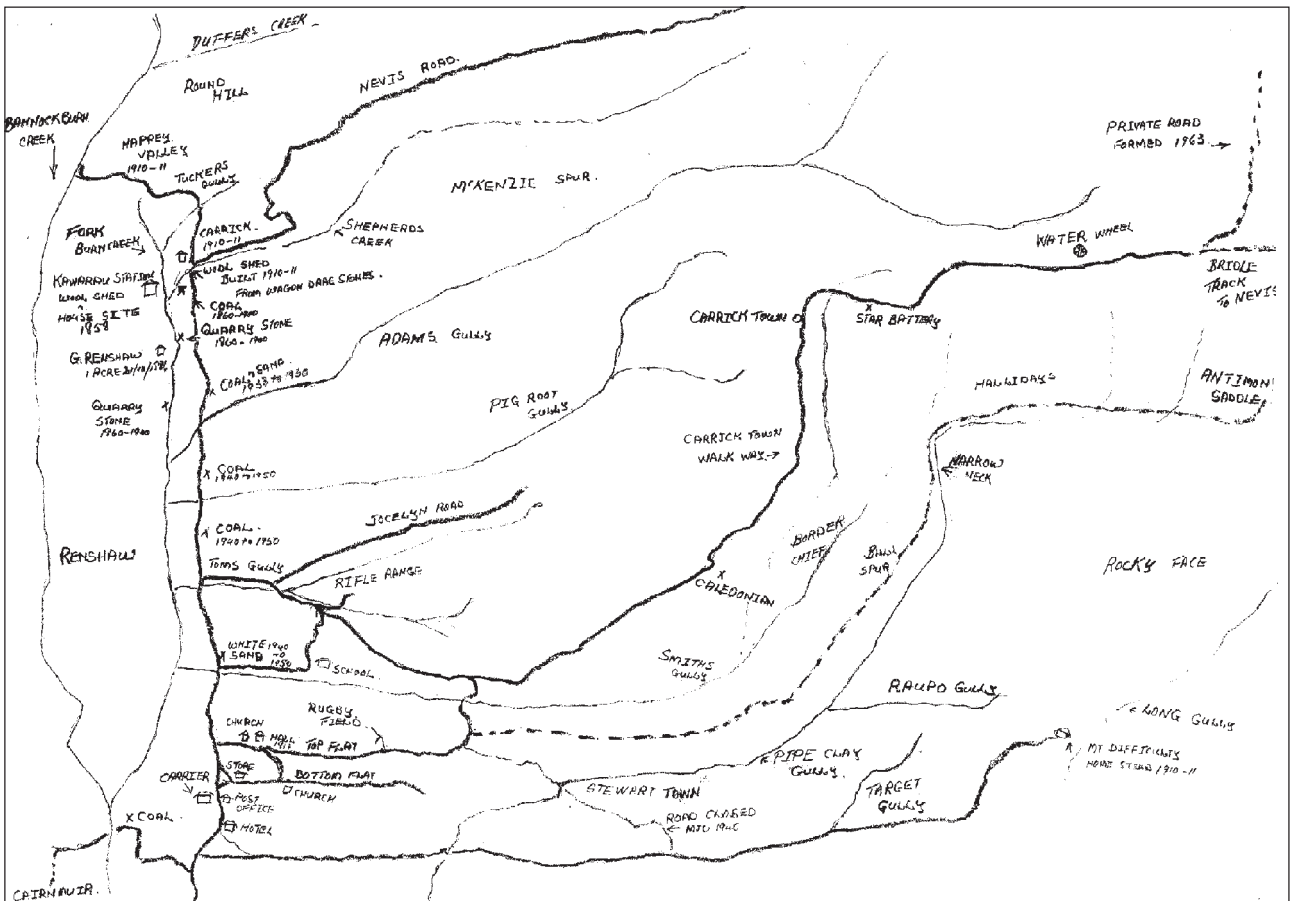 DUFFERS CREEK
ROUND
HILL
NEVIS ROAD.
BANNOCKBURN
CREEK
HAPPEY
VALLEY
1910-11
TUCKERS
GULLY
McKENZIE SPUR.
PRIVATE ROAD
FORMED 1963
FORK
BURN CREEK
CARRICK
1910-11
SHEPHERDS
CREEK
WATER WHEEL
KAWARAU STATION
WOOL SHED
HOUSE SITE
1858
WOOL SHED
BUILT 1910-11
FROM WAGON DRAG SIGHES.
COAL
1860-1900
BRIDLE
TRACK
TO NEVIS
QUARRY STONE
1860-1900
CARRICK TOWN
STAR BATTERY
ADAMS GULLY
G. RENSHAW
1 ACRE
COAL SAND.
1938 TO 1950
HALLIDAYS
ANTIMON
SADDLE
QUARRY
STONE
1860-1900
PIG ROOT
GULLY
CARRICK TOWN
WALK WAY.
NARROW
NECK
COAL
1940 TO 1950
JOCELYN ROAD
COAL.
1940 TO 1950
BORDER
CHIEF
BALD
SPUR
RENSHAW
TOMS GULLY
RIFLE RANGE
CALEDONIAN
ROCKY FACE
WHITE 1940
SAND TO
1950
SCHOOL
SMITHS
GULLY
RAUPO GULLY
RUGBY
FIELD
LONG GULLY
CHURCH
HALL
TOP FLAT
PIPE CLAY
GULLY.
MT DIFFICULTY
HOME STEAD 1910-11
STORE
BOTTOM FLAT
CARRIER
CHURCH
STEWART TOWN
TARGET
GULLY
POST
OFFICE
COAL.
HOTEL
ROAD CLOSED
MID 1940
CAIRNMUIR.